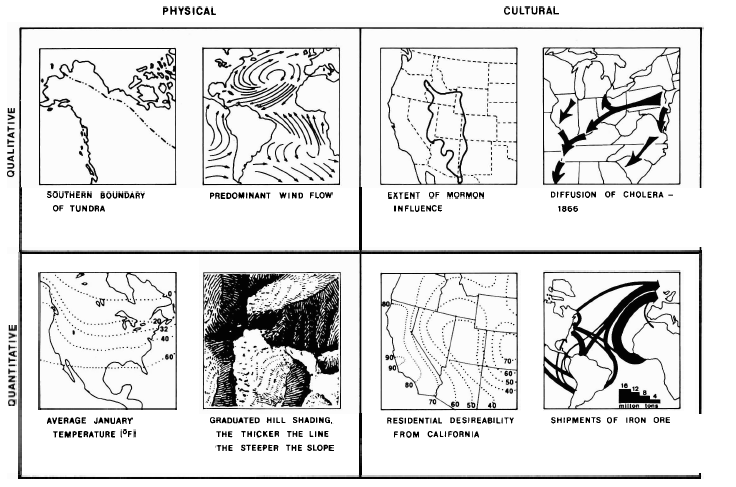 PHYSICAL
CULTURAL
QUALITATIVE
SOUTHERN BOUNDARY
OF TUNDRA
PREDOMINANT WIND FLOW
EXTENT OF MORMON
INFLUENCE
DIFFUSION OF CHOLERA –
1866
QUANTITATIVE
0
20
32
40
60
AVERAGE JANUARY
TEMPERATURE (°F)
GRADUATED HILL SHADING,
THE THICKER THE LINE
THE STEEPER THE SLOPE
80
90
90
80
70
60
50
40
70
60
50
40
RESIDENTIAL DESIREABILITY
FROM CALIFORNIA
16
12
8
4
million tons
SHIPMENTS OF IRON ORE